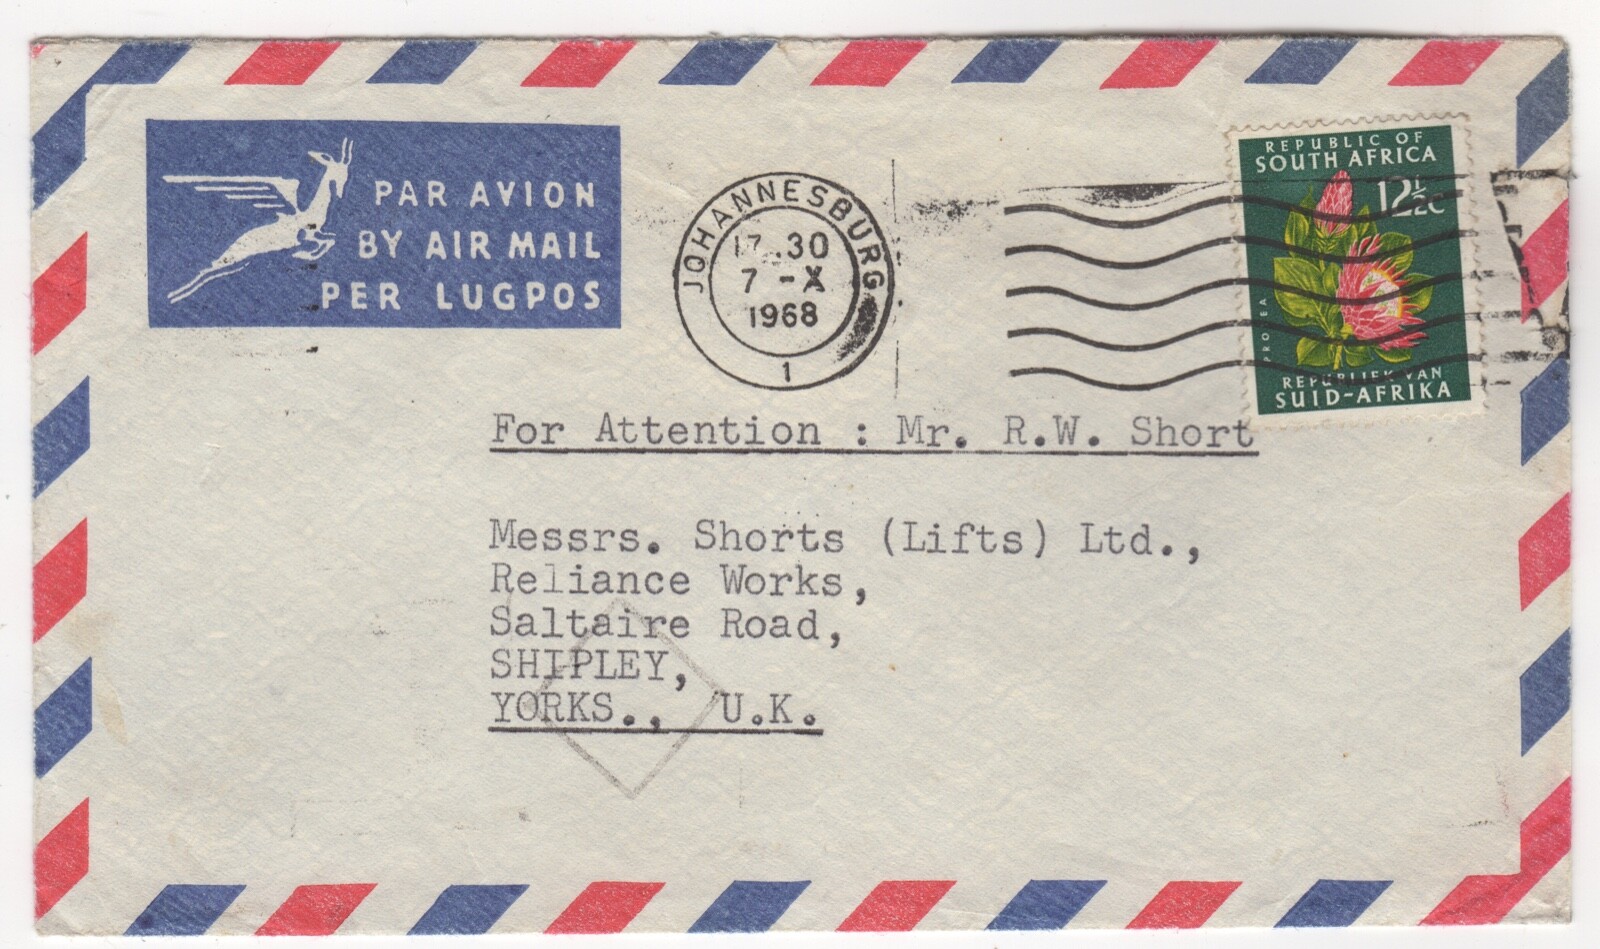 PAR AVION
BY AIR MAIL
PER LUGPOS
JOHANNESBURG
17.30
7 -X
1968
1
REPUBLIC OF
SOUTH AFRICA
12½c
PROTEA
REPUBLIEK VAN
SUID-AFRIKA
For Attention : Mr. R.W. Short
Messrs. Shorts (Lifts) Ltd.,
Reliance Works,
Saltaire Road,
SHIPLEY,
YORKS., U.K.